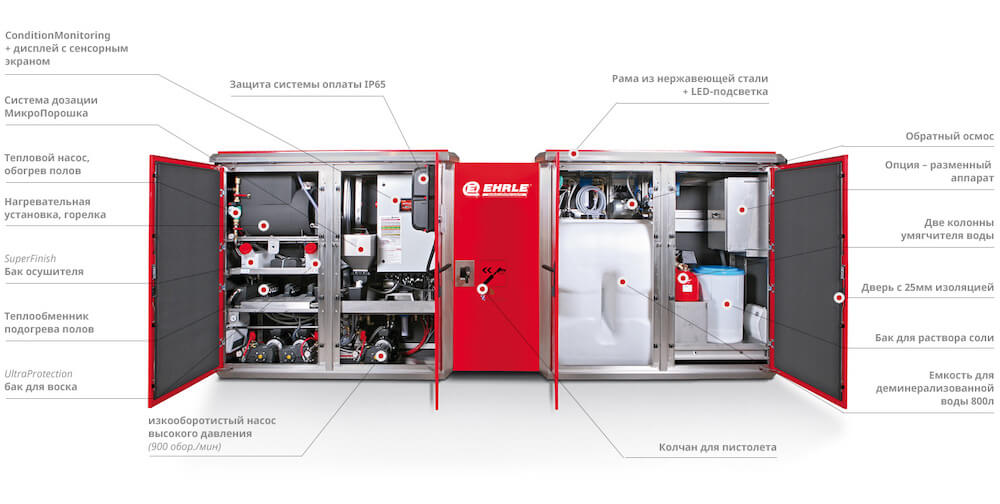 ConditionMonitoring
+ дисплей с сенсорным
экраном
Система дозации
МикроПорошка
Тепловой насос,
обогрев полов
Нагревательная
установка, горелка
SuperFinish
Бак осушителя
Теплообменник
подогрева полов
UltraProtection
бак для воска
изкооборотистый насос
высокого давления
(900 обор./мин)
Защита системы оплаты IP65
EHRLE
Рама из нержавеющей стали
+ LED-подсветка
Обратный осмос
Опция – разменный
аппарат
Две колонны
умягчителя воды
Дверь с 25мм изоляцией
Бак для раствора соли
Емкость для
деминерализованной
воды 800л
Колчан для пистолета